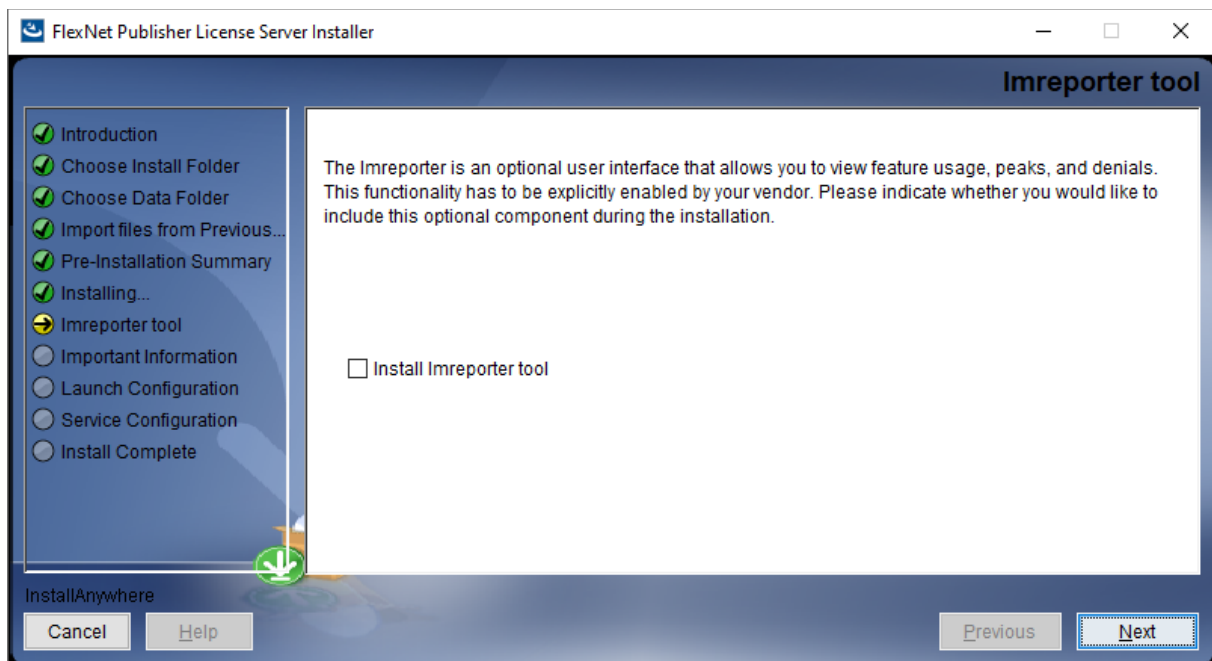 FlexNet Publisher License Server Installer
lmreporter tool
Introduction
Choose Install Folder
Choose Data Folder
Import files from Previous...
Pre-Installation Summary
Installing...
lmreporter tool
Important Information
Launch Configuration
Service Configuration
Install Complete
The lmreporter is an optional user interface that allows you to view feature usage, peaks, and denials.
This functionality has to be explicitly enabled by your vendor. Please indicate whether you would like to
include this optional component during the installation.
Install lmreporter tool
InstallAnywhere
Cancel
Help
Previous
Next